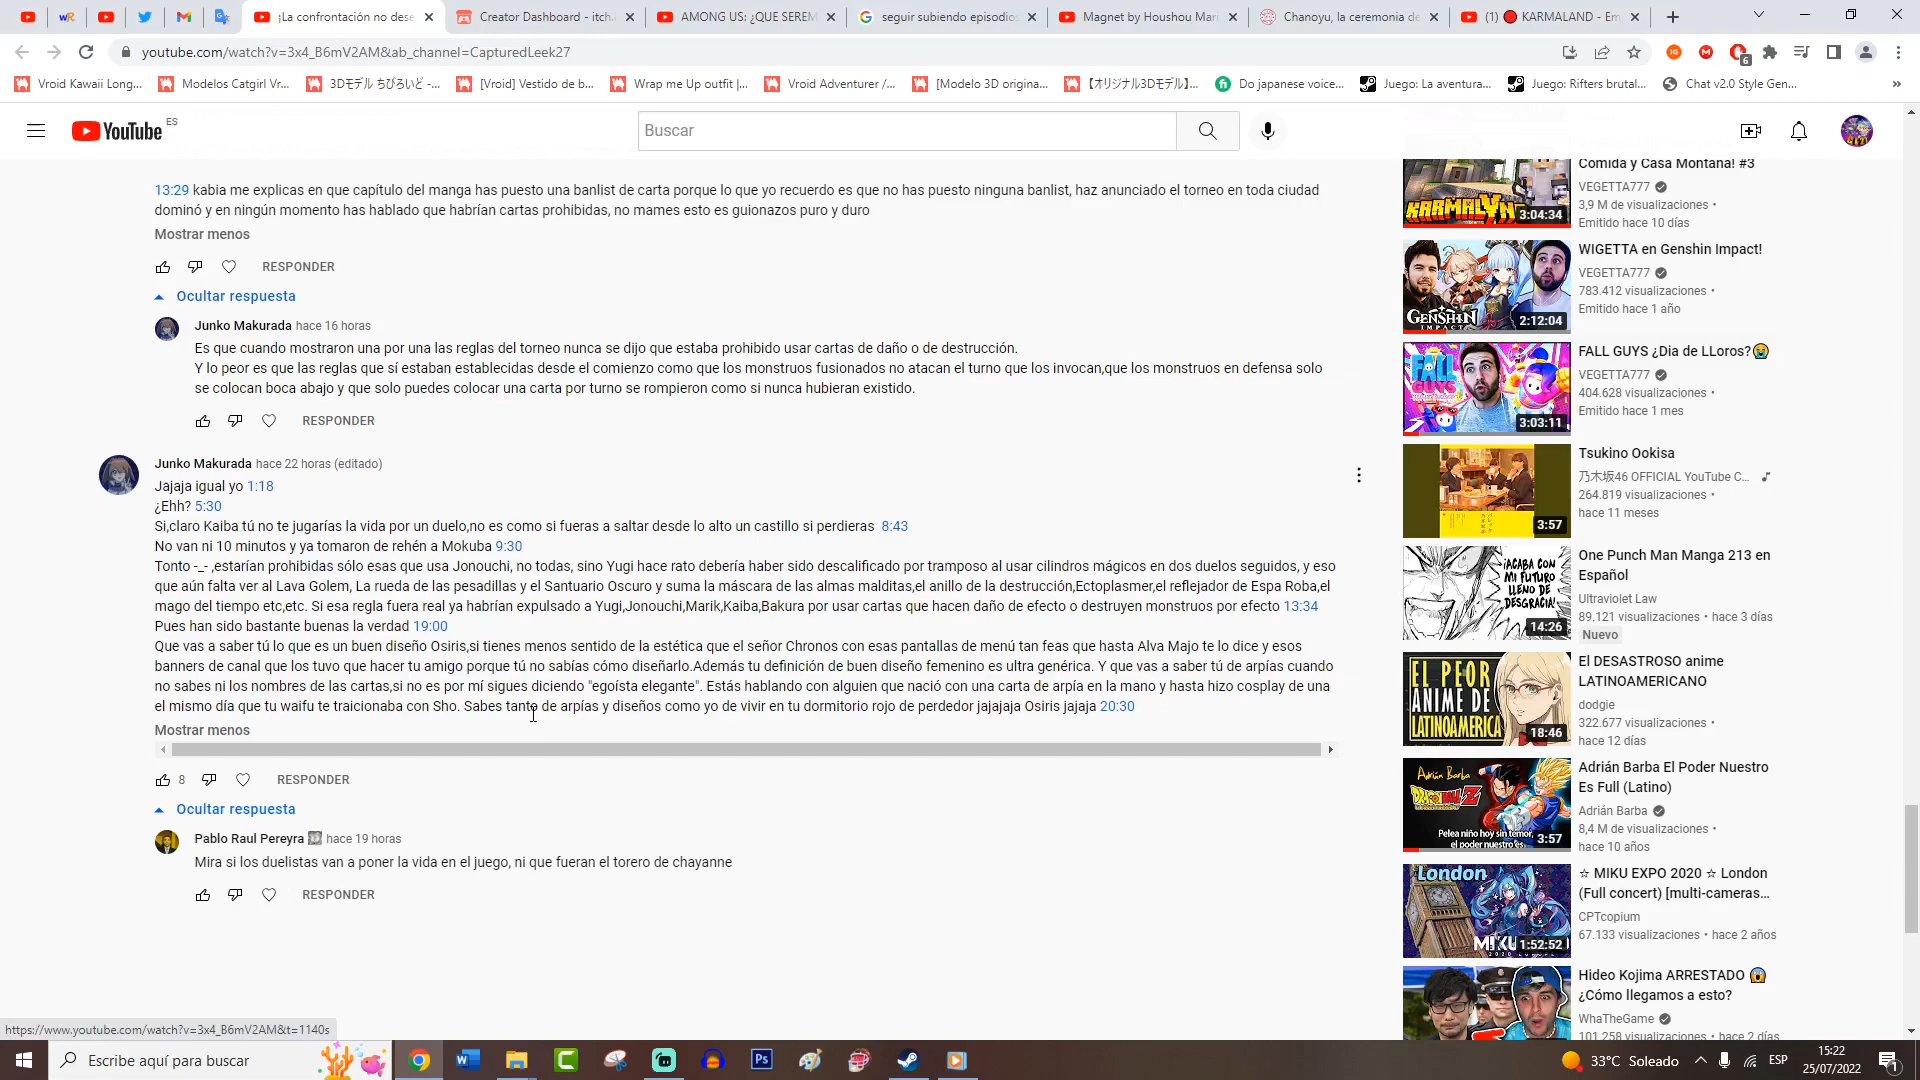 ¡La confrontación no dese
Creator Dashboard - itch.i
AMONG US: ¿QUE SEREM
seguir subiendo episodios
Magnet by Houshou Mar
Chanoyu, la ceremonia de
(1) 🔴 KARMALAND - Em
youtube.com/watch?v=3x4_B6mV2AM&ab_channel=CapturedLeek27
6
Vroid Kawaii Long...
Modelos Catgirl Vr...
3Dモデル ちびろいど -...
[Vroid] Vestido de b...
Wrap me Up outfit |...
Vroid Adventurer /...
[Modelo 3D origina...
【オリジナル3Dモデル】...
Do japanese voice...
Juego: La aventura...
Juego: Rifters brutal...
Chat v2.0 Style Gen...
YouTube ES
Buscar
13:29 kabia me explicas en que capítulo del manga has puesto una banlist de carta porque lo que yo recuerdo es que no has puesto ninguna banlist, haz anunciado el torneo en toda ciudad
dominó y en ningún momento has hablado que habrían cartas prohibidas, no mames esto es guionazos puro y duro
Mostrar menos
RESPONDER
Ocultar respuesta
Junko Makurada hace 16 horas
Es que cuando mostraron una por una las reglas del torneo nunca se dijo que estaba prohibido usar cartas de daño o de destrucción.
Y lo peor es que las reglas que sí estaban establecidas desde el comienzo como que los monstruos fusionados no atacan el turno que los invocan,que los monstruos en defensa solo
se colocan boca abajo y que solo puedes colocar una carta por turno se rompieron como si nunca hubieran existido.
RESPONDER
Junko Makurada hace 22 horas (editado)
Jajaja igual yo 1:18
¿Ehh? 5:30
Si,claro Kaiba tú no te jugarías la vida por un duelo,no es como si fueras a saltar desde lo alto un castillo si perdieras 8:43
No van ni 10 minutos y ya tomaron de rehén a Mokuba 9:30
Tonto -_- ,estarían prohibidas sólo esas que usa Jonouchi, no todas, sino Yugi hace rato debería haber sido descalificado por tramposo al usar cilindros mágicos en dos duelos seguidos, y eso
que aún falta ver al Lava Golem, La rueda de las pesadillas y el Santuario Oscuro y suma la máscara de las almas malditas,el anillo de la destrucción,Ectoplasmer,el reflejador de Espa Roba,el
mago del tiempo etc,etc. Si esa regla fuera real ya habrían expulsado a Yugi,Jonouchi,Marik,Kaiba,Bakura por usar cartas que hacen daño de efecto o destruyen monstruos por efecto 13:34
Pues han sido bastante buenas la verdad 19:00
Que vas a saber tú lo que es un buen diseño Osiris,si tienes menos sentido de la estética que el señor Chronos con esas pantallas de menú tan feas que hasta Alva Majo te lo dice y esos
banners de canal que los tuvo que hacer tu amigo porque tú no sabías cómo diseñarlo.Además tu definición de buen diseño femenino es ultra genérica. Y que vas a saber tú de arpías cuando
no sabes ni los nombres de las cartas,si no es por mí sigues diciendo "egoísta elegante". Estás hablando con alguien que nació con una carta de arpía en la mano y hasta hizo cosplay de una
el mismo día que tu waifu te traicionaba con Sho. Sabes tanto de arpías y diseños como yo de vivir en tu dormitorio rojo de perdedor jajajaja Osiris jajaja 20:30
Mostrar menos
8 RESPONDER
Ocultar respuesta
Pablo Raul Pereyra hace 19 horas
Mira si los duelistas van a poner la vida en el juego, ni que fueran el torero de chayanne
RESPONDER
Comida y Casa Montaña! #3
VEGETTA777
3,9 M de visualizaciones •
Emitido hace 10 días
3:04:34
WIGETTA en Genshin Impact!
VEGETTA777
783.412 visualizaciones •
Emitido hace 1 año
GENSHIN
IMPACT
2:12:04
FALL GUYS ¿Dia de LLoros?😭
VEGETTA777
404.628 visualizaciones •
Emitido hace 1 mes
FALL
GUYS
3:03:11
Tsukino Ookisa
乃木坂46 OFFICIAL YouTube C...
264.819 visualizaciones •
hace 11 meses
3:57
One Punch Man Manga 213 en
Español
Ultraviolet Law
89.121 visualizaciones • hace 3 días
Nuevo
¡ACABA CON
MI FUTURO
LLENO DE
DESGRACIA!
14:26
El DESASTROSO anime
LATINOAMERICANO
dodgie
322.677 visualizaciones •
hace 12 días
EL PEOR
ANIME DE
LATINOAMERICA
18:46
Adrián Barba El Poder Nuestro
Es Full (Latino)
Adrián Barba
8,4 M de visualizaciones •
hace 10 años
Adrián Barba
Pelea niño hoy sin temor,
el poder nuestro es
3:57
☆ MIKU EXPO 2020 ☆ London
(Full concert) [multi-cameras...
CPTcopium
67.133 visualizaciones • hace 2 años
London
MIKU
1:52:52
Hideo Kojima ARRESTADO 😱
¿Cómo llegamos a esto?
WhaTheGame
101.258 visualizaciones • hace 2 días
https://www.youtube.com/watch?v=3x4_B6mV2AM&t=1140s
Escribe aquí para buscar
33°C Soleado
ESP
15:22
25/07/2022
1